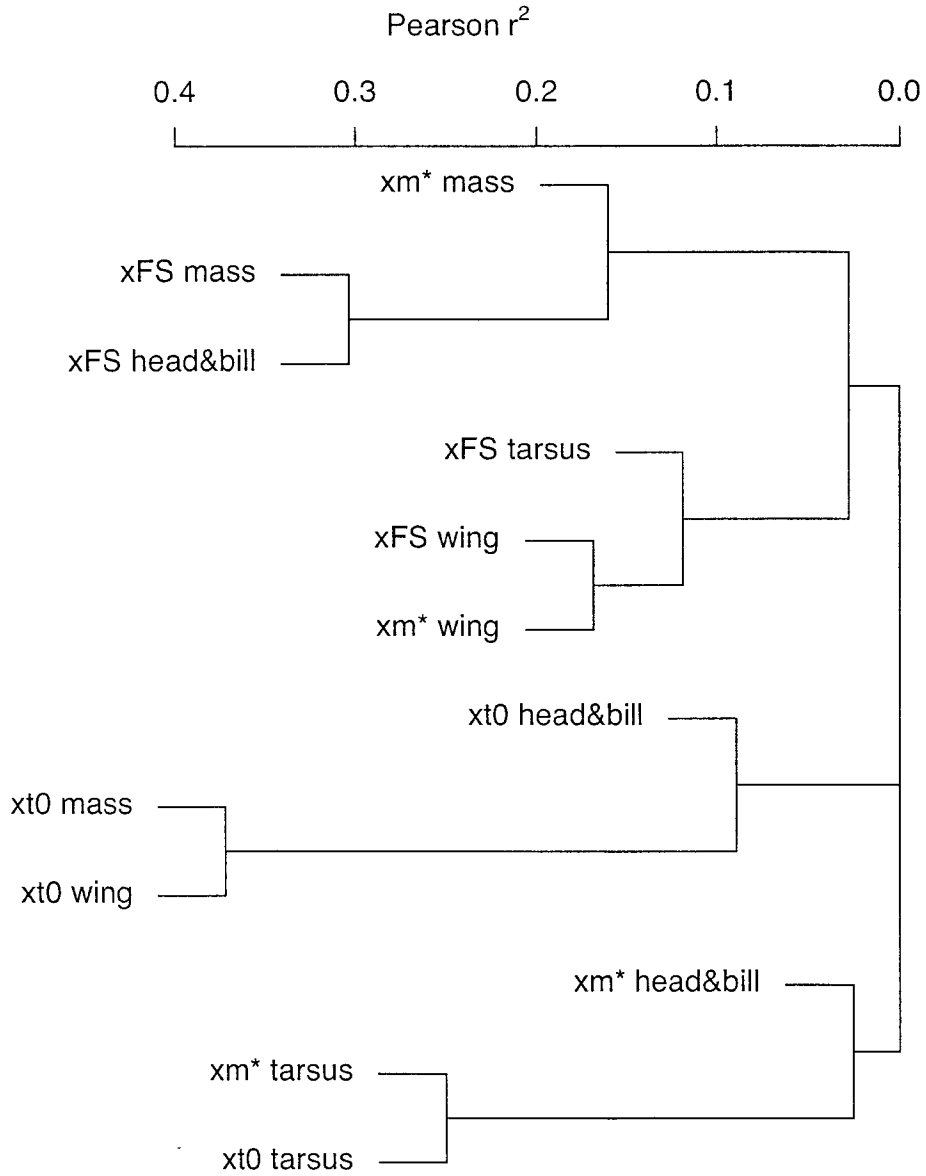 Pearson r²
0.4 0.3 0.2 0.1 0.0
xm* mass
xFS mass
xFS head&bill
xFS tarsus
xFS wing
xm* wing
xt0 head&bill
xt0 mass
xt0 wing
xm* head&bill
xm* tarsus
xt0 tarsus